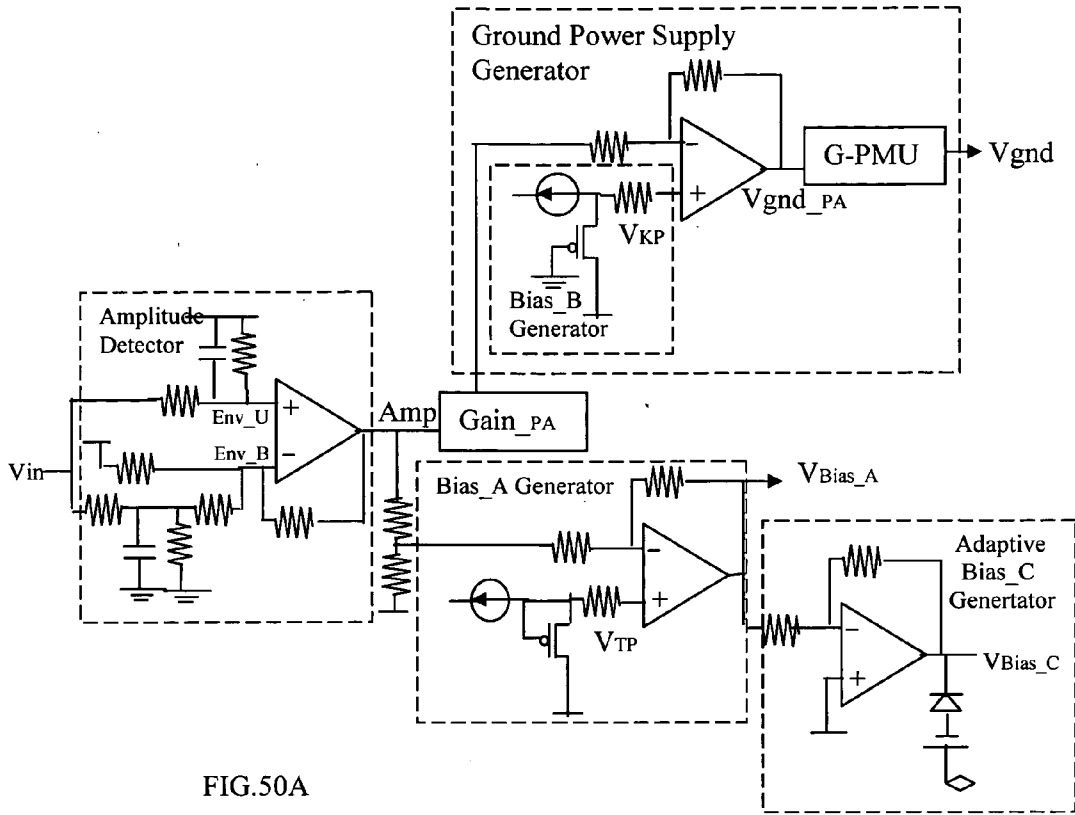 Ground Power Supply
Generator
−
+
G-PMU
Vgnd
Vgnd_PA
VKP
Bias_B
Generator
Amplitude
Detector
+
Env_U
Env_B
−
Vin
Amp
Gain_PA
Bias_A Generator
VBias_A
−
+
VTP
Adaptive
Bias_C
Genertator
−
+
VBias_C
FIG.50A